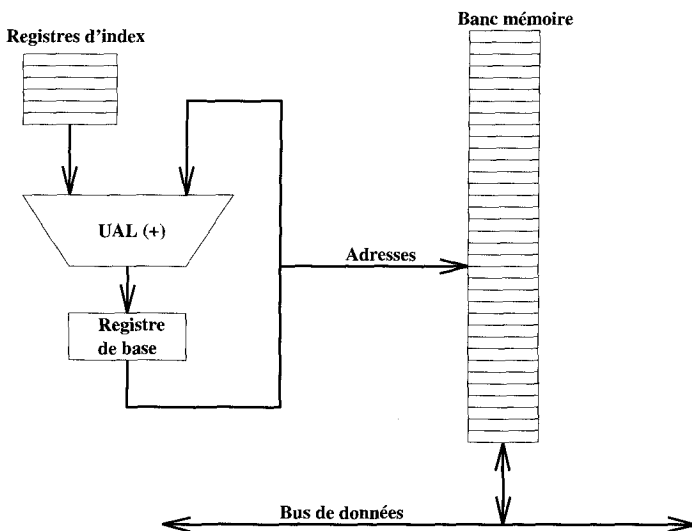 Banc mémoire
Registres d'index
UAL (+)
Adresses
Registre
de base
Bus de données